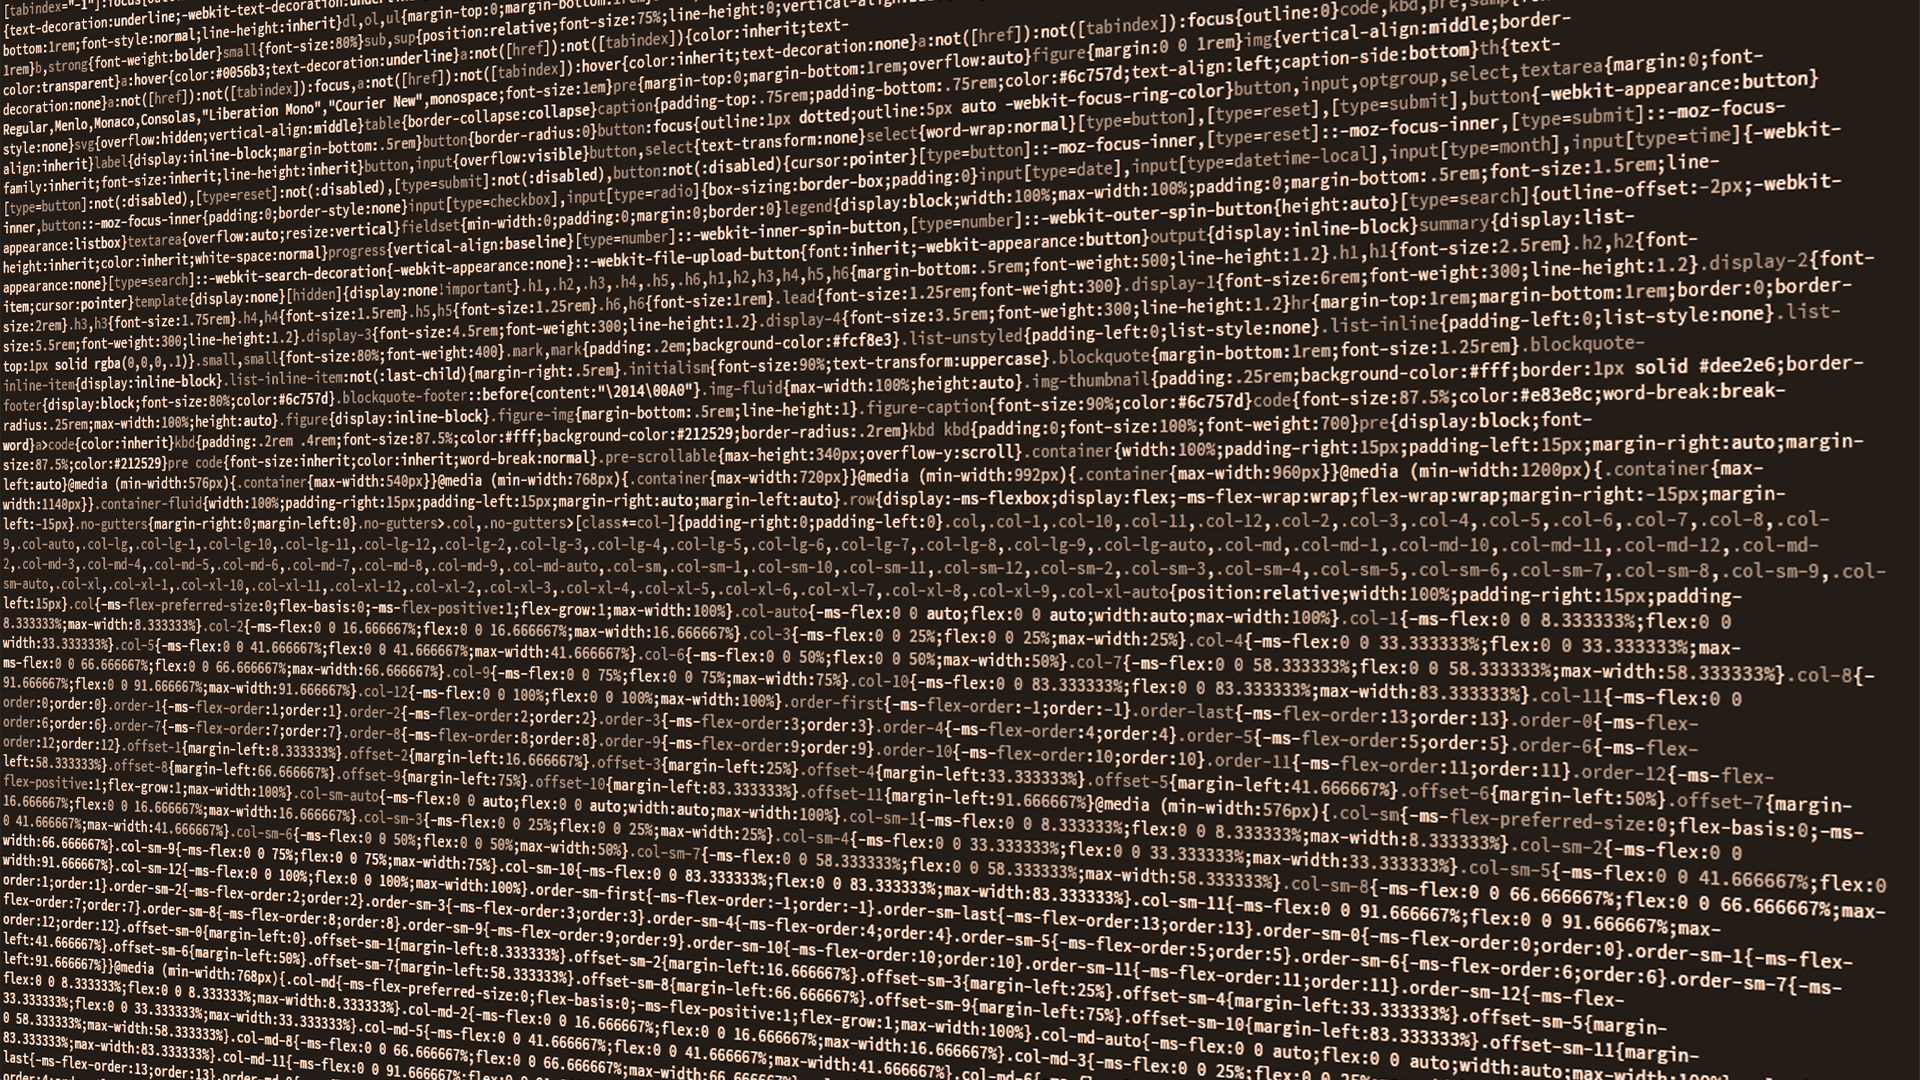 [tabindex="-1"]:focus
{text-decoration:underline;-webkit-text-decoration:underline
bottom:1rem;font-style:normal;line-height:inherit}dl,ol,ul{margin-top:0;margin-bottom:1rem
1rem}b,strong{font-weight:bolder}small{font-size:80%}sub,sup{position:relative;font-size:75%;line-height:0;vertical-align:
color:transparent}a:hover{color:#0056b3;text-decoration:underline}a:not([href]):not([tabindex]){color:inherit;text-
decoration:none}a:not([href]):not([tabindex]):focus,a:not([href]):not([tabindex]):hover{color:inherit;text-decoration:none}a:not([href]):not([tabindex]):focus{outline:0}code,kbd,pre,samp{
Regular,Menlo,Monaco,Consolas,"Liberation Mono","Courier New",monospace;font-size:1em}pre{margin-top:0;margin-bottom:1rem;overflow:auto}figure{margin:0 0 1rem}img{vertical-align:middle;border-
style:none}svg{overflow:hidden;vertical-align:middle}table{border-collapse:collapse}caption{padding-top:.75rem;padding-bottom:.75rem;color:#6c757d;text-align:left;caption-side:bottom}th{text-
align:inherit}label{display:inline-block;margin-bottom:.5rem}button{border-radius:0}button:focus{outline:1px dotted;outline:5px auto -webkit-focus-ring-color}button,input,optgroup,select,textarea{margin:0;font-
family:inherit;font-size:inherit;line-height:inherit}button,input{overflow:visible}button,select{text-transform:none}select{word-wrap:normal}[type=button],[type=reset],[type=submit],button{-webkit-appearance:button}
[type=button]:not(:disabled),[type=reset]:not(:disabled),[type=submit]:not(:disabled),button:not(:disabled){cursor:pointer}[type=button]::-moz-focus-inner,[type=reset]::-moz-focus-inner,[type=submit]::-moz-focus-
inner,button::-moz-focus-inner{padding:0;border-style:none}input[type=checkbox],input[type=radio]{box-sizing:border-box;padding:0}input[type=date],input[type=datetime-local],input[type=month],input[type=time]{-webkit-
appearance:listbox}textarea{overflow:auto;resize:vertical}fieldset{min-width:0;padding:0;margin:0;border:0}legend{display:block;width:100%;max-width:100%;padding:0;margin-bottom:.5rem;font-size:1.5rem;line-
height:inherit;color:inherit;white-space:normal}progress{vertical-align:baseline}[type=number]::-webkit-inner-spin-button,[type=number]::-webkit-outer-spin-button{height:auto}[type=search]{outline-offset:-2px;-webkit-
appearance:none}[type=search]::-webkit-search-decoration{-webkit-appearance:none}::-webkit-file-upload-button{font:inherit;-webkit-appearance:button}output{display:inline-block}summary{display:list-
item;cursor:pointer}template{display:none}[hidden]{display:none!important}.h1,.h2,.h3,.h4,.h5,.h6,h1,h2,h3,h4,h5,h6{margin-bottom:.5rem;font-weight:500;line-height:1.2}.h1,h1{font-size:2.5rem}.h2,h2{font-
size:2rem}.h3,h3{font-size:1.75rem}.h4,h4{font-size:1.5rem}.h5,h5{font-size:1.25rem}.h6,h6{font-size:1rem}.lead{font-size:1.25rem;font-weight:300}.display-1{font-size:6rem;font-weight:300;line-height:1.2}.display-2{font-
size:5.5rem;font-weight:300;line-height:1.2}.display-3{font-size:4.5rem;font-weight:300;line-height:1.2}.display-4{font-size:3.5rem;font-weight:300;line-height:1.2}hr{margin-top:1rem;margin-bottom:1rem;border:0;border-
top:1px solid rgba(0,0,0,.1)}.small,small{font-size:80%;font-weight:400}.mark,mark{padding:.2em;background-color:#fcf8e3}.list-unstyled{padding-left:0;list-style:none}.list-inline{padding-left:0;list-style:none}.list-
inline-item{display:inline-block}.list-inline-item:not(:last-child){margin-right:.5rem}.initialism{font-size:90%;text-transform:uppercase}.blockquote{margin-bottom:1rem;font-size:1.25rem}.blockquote-
footer{display:block;font-size:80%;color:#6c757d}.blockquote-footer::before{content:"\2014\00A0"}.img-fluid{max-width:100%;height:auto}.img-thumbnail{padding:.25rem;background-color:#fff;border:1px solid #dee2e6;border-
radius:.25rem;max-width:100%;height:auto}.figure{display:inline-block}.figure-img{margin-bottom:.5rem;line-height:1}.figure-caption{font-size:90%;color:#6c757d}code{font-size:87.5%;color:#e83e8c;word-break:break-
word}a>code{color:inherit}kbd{padding:.2rem .4rem;font-size:87.5%;color:#fff;background-color:#212529;border-radius:.2rem}kbd kbd{padding:0;font-size:100%;font-weight:700}pre{display:block;font-
size:87.5%;color:#212529}pre code{font-size:inherit;color:inherit;word-break:normal}.pre-scrollable{max-height:340px;overflow-y:scroll}.container{width:100%;padding-right:15px;padding-left:15px;margin-right:auto;margin-
left:auto}@media (min-width:576px){.container{max-width:540px}}@media (min-width:768px){.container{max-width:720px}}@media (min-width:992px){.container{max-width:960px}}@media (min-width:1200px){.container{max-
width:1140px}}.container-fluid{width:100%;padding-right:15px;padding-left:15px;margin-right:auto;margin-left:auto}.row{display:-ms-flexbox;display:flex;-ms-flex-wrap:wrap;flex-wrap:wrap;margin-right:-15px;margin-
left:-15px}.no-gutters{margin-right:0;margin-left:0}.no-gutters>.col,.no-gutters>[class*=col-]{padding-right:0;padding-left:0}.col,.col-1,.col-10,.col-11,.col-12,.col-2,.col-3,.col-4,.col-5,.col-6,.col-7,.col-8,.col-
9,.col-auto,.col-lg,.col-lg-1,.col-lg-10,.col-lg-11,.col-lg-12,.col-lg-2,.col-lg-3,.col-lg-4,.col-lg-5,.col-lg-6,.col-lg-7,.col-lg-8,.col-lg-9,.col-lg-auto,.col-md,.col-md-1,.col-md-10,.col-md-11,.col-md-12,.col-md-
2,.col-md-3,.col-md-4,.col-md-5,.col-md-6,.col-md-7,.col-md-8,.col-md-9,.col-md-auto,.col-sm,.col-sm-1,.col-sm-10,.col-sm-11,.col-sm-12,.col-sm-2,.col-sm-3,.col-sm-4,.col-sm-5,.col-sm-6,.col-sm-7,.col-sm-8,.col-sm-9,.col-
sm-auto,.col-xl,.col-xl-1,.col-xl-10,.col-xl-11,.col-xl-12,.col-xl-2,.col-xl-3,.col-xl-4,.col-xl-5,.col-xl-6,.col-xl-7,.col-xl-8,.col-xl-9,.col-xl-auto{position:relative;width:100%;padding-right:15px;padding-
left:15px}.col{-ms-flex-preferred-size:0;flex-basis:0;-ms-flex-positive:1;flex-grow:1;max-width:100%}.col-auto{-ms-flex:0 0 auto;flex:0 0 auto;width:auto;max-width:100%}.col-1{-ms-flex:0 0 8.333333%;flex:0 0
8.333333%;max-width:8.333333%}.col-2{-ms-flex:0 0 16.666667%;flex:0 0 16.666667%;max-width:16.666667%}.col-3{-ms-flex:0 0 25%;flex:0 0 25%;max-width:25%}.col-4{-ms-flex:0 0 33.333333%;flex:0 0 33.333333%;max-
width:33.333333%}.col-5{-ms-flex:0 0 41.666667%;flex:0 0 41.666667%;max-width:41.666667%}.col-6{-ms-flex:0 0 50%;flex:0 0 50%;max-width:50%}.col-7{-ms-flex:0 0 58.333333%;flex:0 0 58.333333%;max-width:58.333333%}.col-8{-
ms-flex:0 0 66.666667%;flex:0 0 66.666667%;max-width:66.666667%}.col-9{-ms-flex:0 0 75%;flex:0 0 75%;max-width:75%}.col-10{-ms-flex:0 0 83.333333%;flex:0 0 83.333333%;max-width:83.333333%}.col-11{-ms-flex:0 0
91.666667%;flex:0 0 91.666667%;max-width:91.666667%}.col-12{-ms-flex:0 0 100%;flex:0 0 100%;max-width:100%}.order-first{-ms-flex-order:-1;order:-1}.order-last{-ms-flex-order:13;order:13}.order-0{-ms-flex-
order:0;order:0}.order-1{-ms-flex-order:1;order:1}.order-2{-ms-flex-order:2;order:2}.order-3{-ms-flex-order:3;order:3}.order-4{-ms-flex-order:4;order:4}.order-5{-ms-flex-order:5;order:5}.order-6{-ms-flex-
order:6;order:6}.order-7{-ms-flex-order:7;order:7}.order-8{-ms-flex-order:8;order:8}.order-9{-ms-flex-order:9;order:9}.order-10{-ms-flex-order:10;order:10}.order-11{-ms-flex-order:11;order:11}.order-12{-ms-flex-
order:12;order:12}.offset-1{margin-left:8.333333%}.offset-2{margin-left:16.666667%}.offset-3{margin-left:25%}.offset-4{margin-left:33.333333%}.offset-5{margin-left:41.666667%}.offset-6{margin-left:50%}.offset-7{margin-
left:58.333333%}.offset-8{margin-left:66.666667%}.offset-9{margin-left:75%}.offset-10{margin-left:83.333333%}.offset-11{margin-left:91.666667%}@media (min-width:576px){.col-sm{-ms-flex-preferred-size:0;flex-basis:0;-ms-
flex-positive:1;flex-grow:1;max-width:100%}.col-sm-auto{-ms-flex:0 0 auto;flex:0 0 auto;width:auto;max-width:100%}.col-sm-1{-ms-flex:0 0 8.333333%;flex:0 0 8.333333%;max-width:8.333333%}.col-sm-2{-ms-flex:0 0
16.666667%;flex:0 0 16.666667%;max-width:16.666667%}.col-sm-3{-ms-flex:0 0 25%;flex:0 0 25%;max-width:25%}.col-sm-4{-ms-flex:0 0 33.333333%;flex:0 0 33.333333%;max-width:33.333333%}.col-sm-5{-ms-flex:0 0 41.666667%;flex:0
0 41.666667%;max-width:41.666667%}.col-sm-6{-ms-flex:0 0 50%;flex:0 0 50%;max-width:50%}.col-sm-7{-ms-flex:0 0 58.333333%;flex:0 0 58.333333%;max-width:58.333333%}.col-sm-8{-ms-flex:0 0 66.666667%;flex:0 0 66.666667%;max-
width:66.666667%}.col-sm-9{-ms-flex:0 0 75%;flex:0 0 75%;max-width:75%}.col-sm-10{-ms-flex:0 0 83.333333%;flex:0 0 83.333333%;max-width:83.333333%}.col-sm-11{-ms-flex:0 0 91.666667%;flex:0 0 91.666667%;max-
width:91.666667%}.col-sm-12{-ms-flex:0 0 100%;flex:0 0 100%;max-width:100%}.order-sm-first{-ms-flex-order:-1;order:-1}.order-sm-last{-ms-flex-order:13;order:13}.order-sm-0{-ms-flex-order:0;order:0}.order-sm-1{-ms-flex-
order:1;order:1}.order-sm-2{-ms-flex-order:2;order:2}.order-sm-3{-ms-flex-order:3;order:3}.order-sm-4{-ms-flex-order:4;order:4}.order-sm-5{-ms-flex-order:5;order:5}.order-sm-6{-ms-flex-order:6;order:6}.order-sm-7{-ms-
flex-order:7;order:7}.order-sm-8{-ms-flex-order:8;order:8}.order-sm-9{-ms-flex-order:9;order:9}.order-sm-10{-ms-flex-order:10;order:10}.order-sm-11{-ms-flex-order:11;order:11}.order-sm-12{-ms-flex-
order:12;order:12}.offset-sm-0{margin-left:0}.offset-sm-1{margin-left:8.333333%}.offset-sm-2{margin-left:16.666667%}.offset-sm-3{margin-left:25%}.offset-sm-4{margin-left:33.333333%}.offset-sm-5{margin-
left:41.666667%}.offset-sm-6{margin-left:50%}.offset-sm-7{margin-left:58.333333%}.offset-sm-8{margin-left:66.666667%}.offset-sm-9{margin-left:75%}.offset-sm-10{margin-left:83.333333%}.offset-sm-11{margin-
left:91.666667%}}@media (min-width:768px){.col-md{-ms-flex-preferred-size:0;flex-basis:0;-ms-flex-positive:1;flex-grow:1;max-width:100%}.col-md-auto{-ms-flex:0 0 auto;flex:0 0 auto;width:auto;max-width:100%}
flex:0 0 8.333333%;flex:0 0 8.333333%;max-width:8.333333%}.col-md-2{-ms-flex:0 0 16.666667%;flex:0 0 16.666667%;max-width:16.666667%}.col-md-3{-ms-flex:0 0 25%;flex:0 0 25%
33.333333%;flex:0 0 33.333333%;max-width:33.333333%}.col-md-5{-ms-flex:0 0 41.666667%;flex:0 0 41.666667%;max-width:41.666667%}.col-md-6{
0 58.333333%;max-width:58.333333%}.col-md-8{-ms-flex:0 0 66.666667%;flex:0 0 66.666667%;max-width:66.666667%}
83.333333%;max-width:83.333333%}.col-md-11{-ms-flex:0 0 91.666667%;flex:0 0
last{-ms-flex-order:13;order:13}